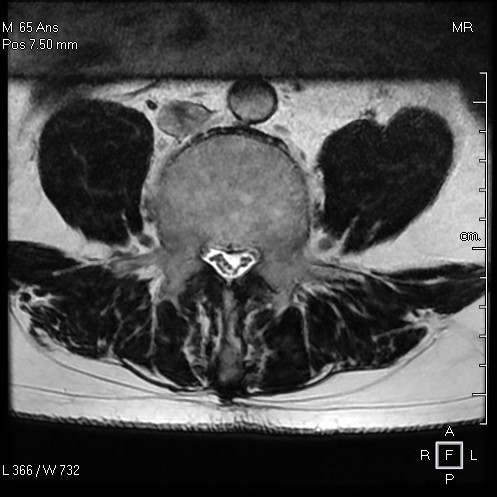 M 65 Ans
MR
Pos 7.50 mm
cm.
A
R F L
P
L 366 / W 732